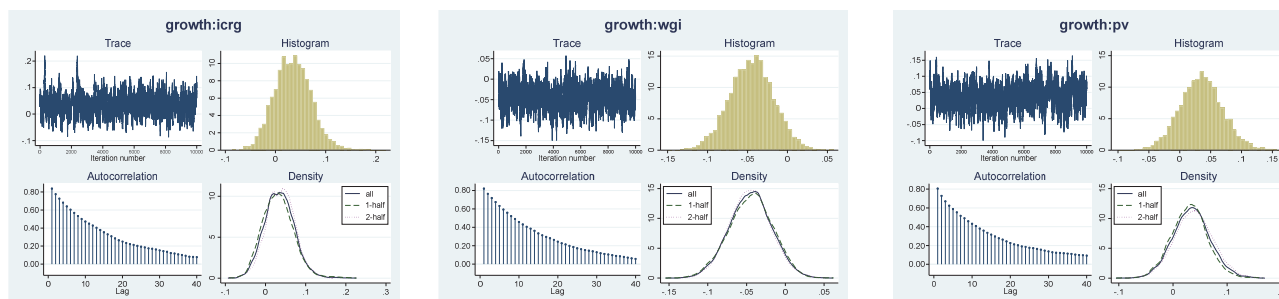 growth:icrg
Trace
Histogram
.2
.1
0
-.1
0 2000 4000 6000 8000 10000
Iteration number
10
8
6
4
2
0
-.1 0 .1 .2
Autocorrelation
Density
0.80
0.60
0.40
0.20
0.00
0 10 20 30 40
Lag
10
5
0
-.1 0 .1 .2 .3
all
1-half
2-half
growth:wgi
Trace
Histogram
.05
0
-.05
-.1
-.15
0 2000 4000 6000 8000 10000
Iteration number
15
10
5
0
-.15 -.1 -.05 0 .05
Autocorrelation
Density
0.80
0.60
0.40
0.20
0.00
0 10 20 30 40
Lag
15
10
5
0
-.15 -.1 -.05 0 .05
all
1-half
2-half
growth:pv
Trace
Histogram
.15
.1
.05
0
-.05
-.1
0 2000 4000 6000 8000 10000
Iteration number
15
10
5
0
-.1 -.05 0 .05 .1 .15
Autocorrelation
Density
0.80
0.60
0.40
0.20
0.00
0 10 20 30 40
Lag
15
10
5
0
-.1 0 .1 .2
all
1-half
2-half